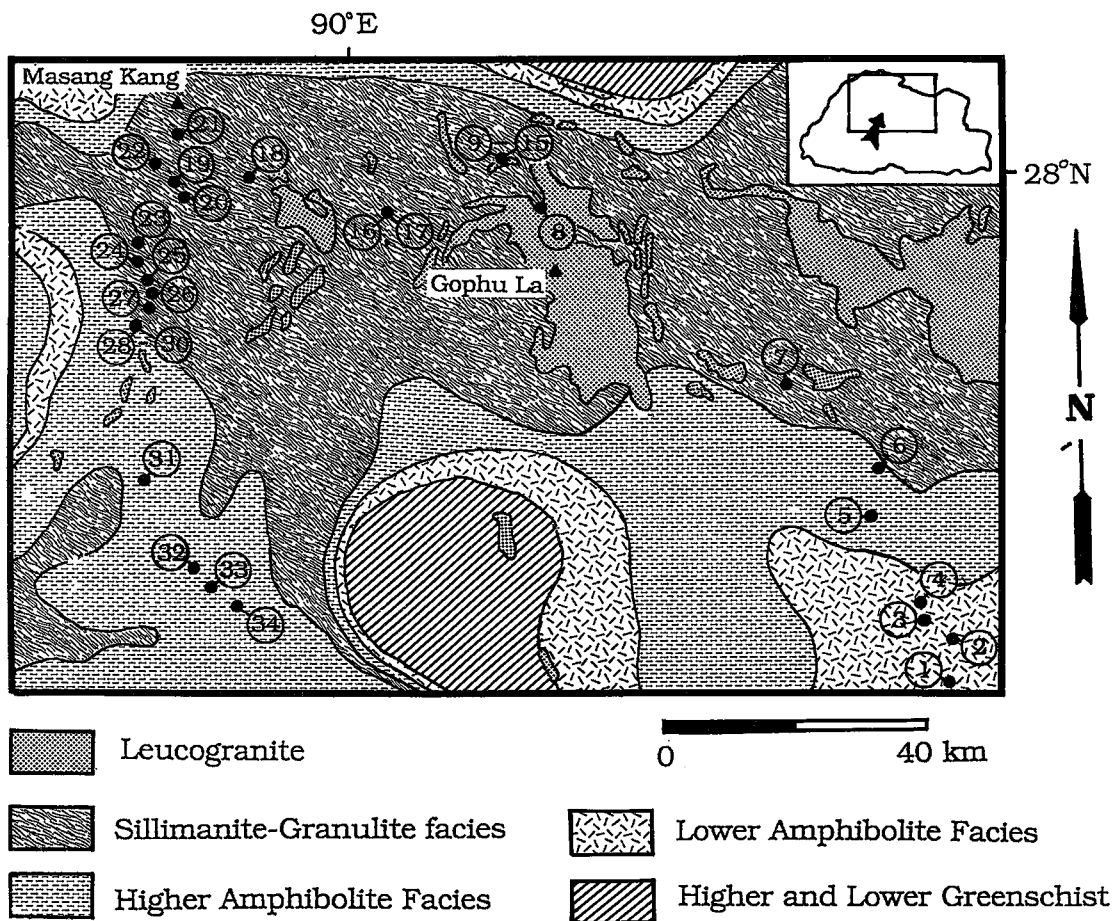 90°E
Masang Kang
28°N
21
22
19
18
20
9
15
23
24
25
16
17
8
Gophu La
27
26
28
30
7
N
6
31
5
32
33
4
3
34
2
1
0 40 km
Leucogranite
Sillimanite-Granulite facies
Lower Amphibolite Facies
Higher Amphibolite Facies
Higher and Lower Greenschist